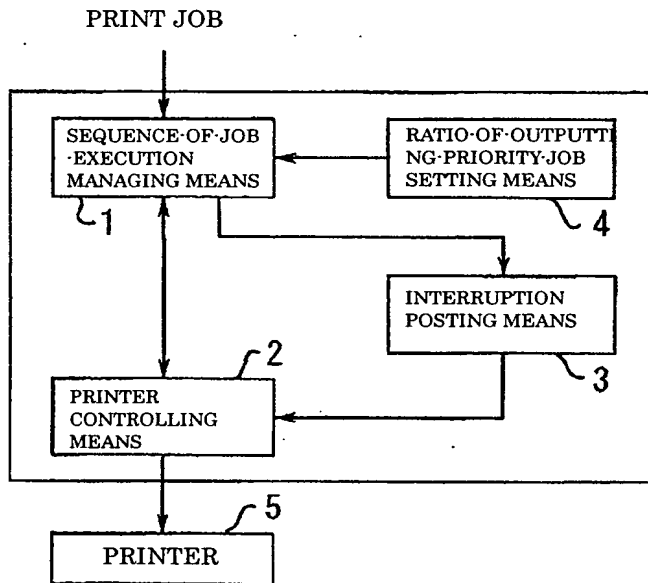 PRINT JOB
SEQUENCE·OF·JOB
·EXECUTION
MANAGING MEANS
1
RATIO·OF·OUTPUTTI
NG·PRIORITY·JOB
SETTING MEANS
4
INTERRUPTION
POSTING MEANS
3
2
PRINTER
CONTROLLING
MEANS
5
PRINTER